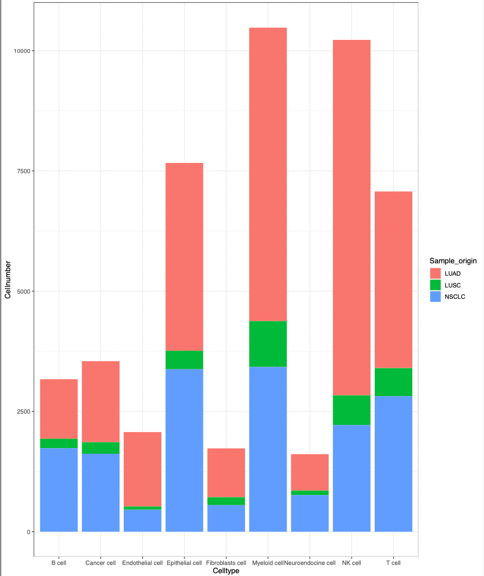 10000
7500
5000
2500
0
Cellnumber
B cell Cancer cell Endothelial cell Epithelial cell Fibroblasts cell Myeloid cell Neuroendocine cell NK cell T cell
Celltype
Sample_origin
LUAD
LUSC
NSCLC